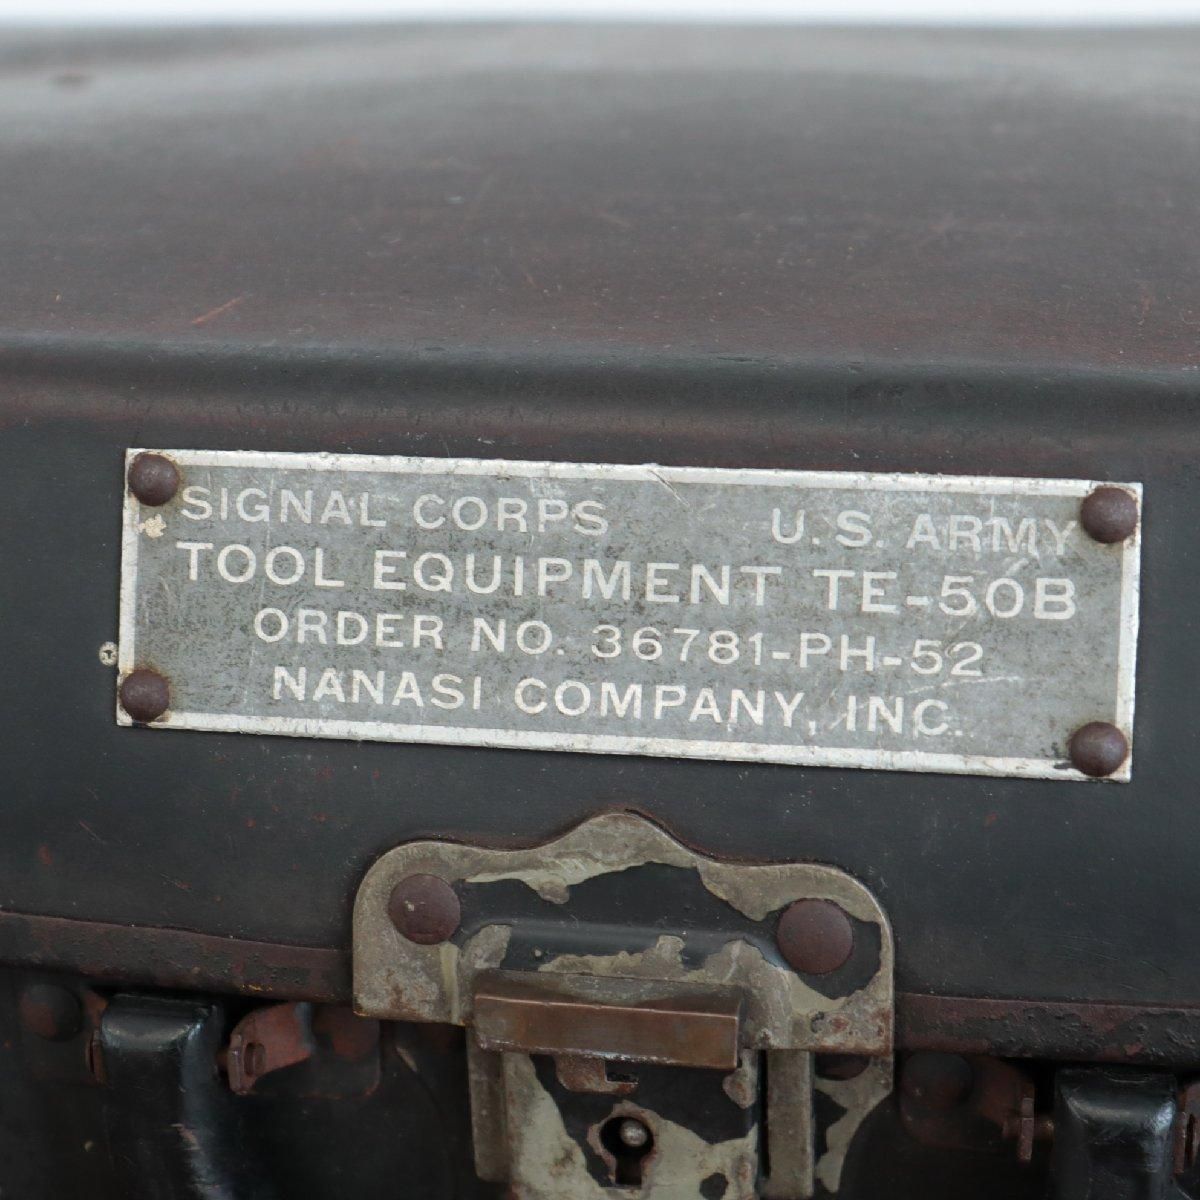 SIGNAL CORPS U.S. ARMY
TOOL EQUIPMENT TE-50B
ORDER NO. 36781-PH-52
NANASI COMPANY, INC.